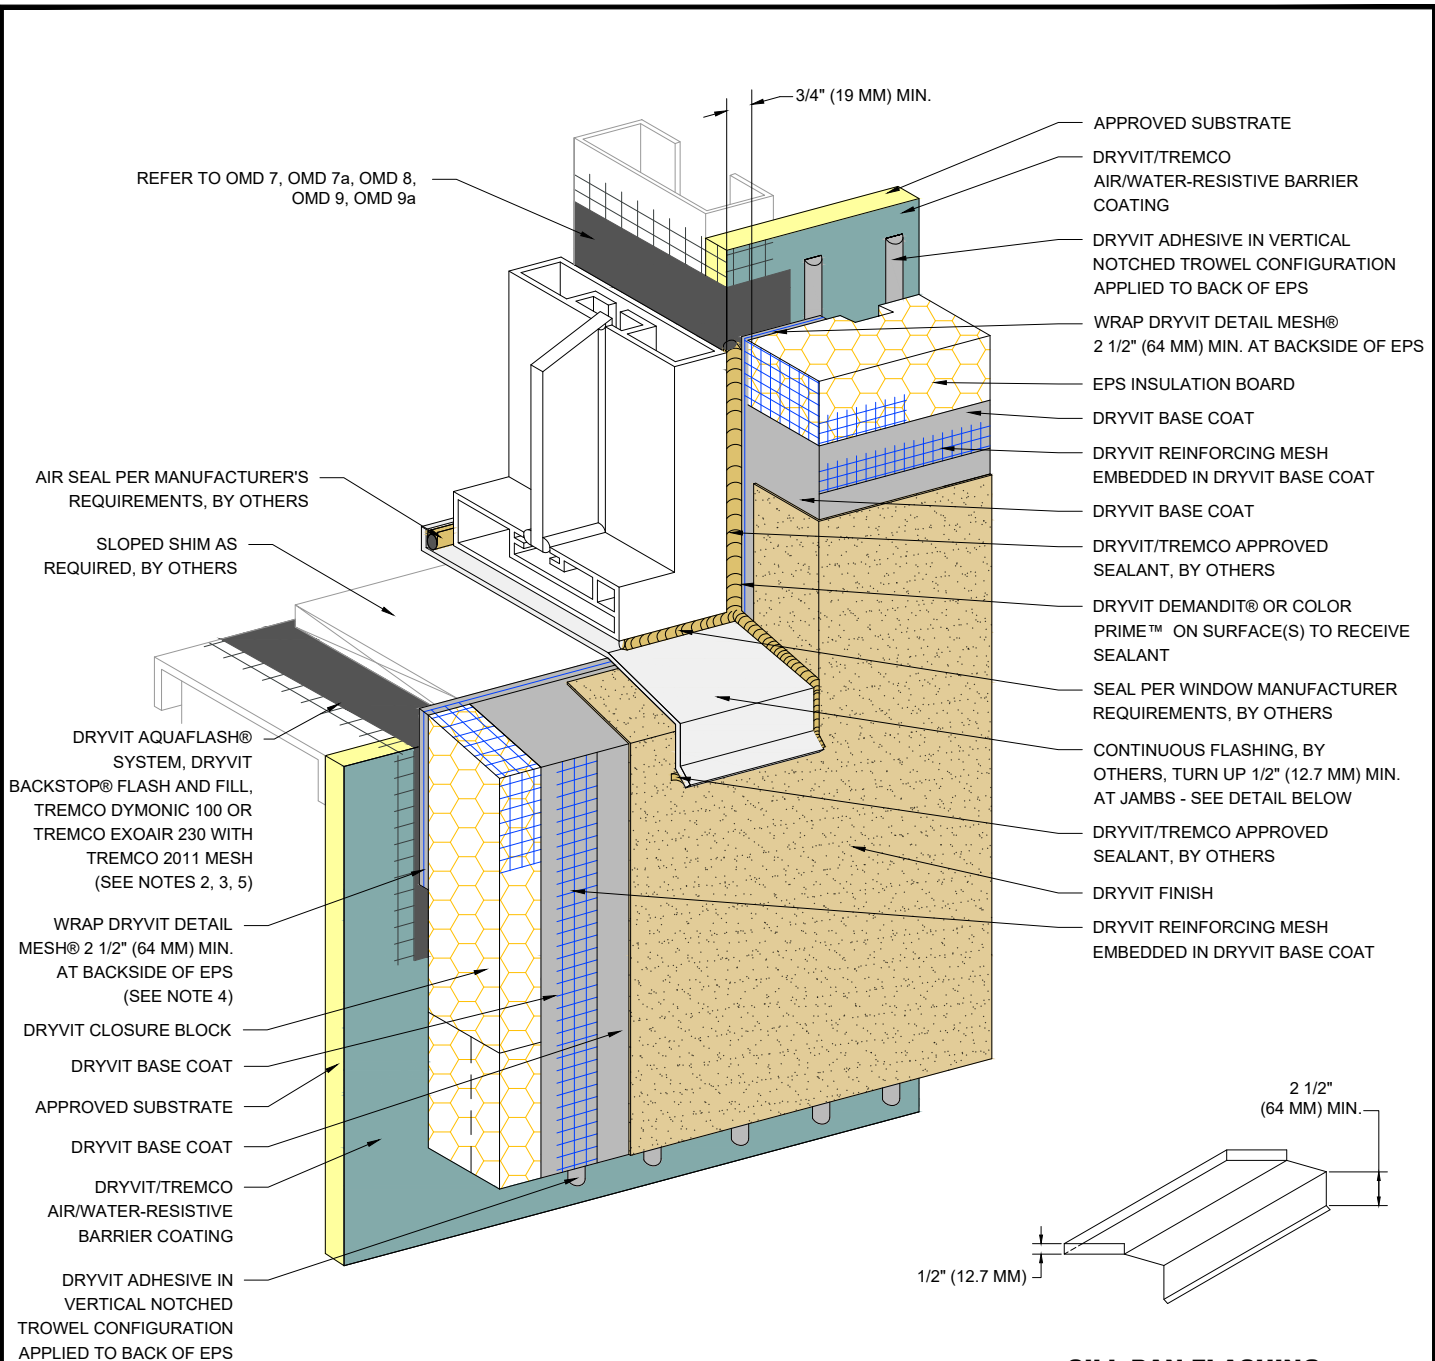 3/4" (19 MM) MIN.
REFER TO OMD 7, OMD 7a, OMD 8,
OMD 9, OMD 9a
AIR SEAL PER MANUFACTURER'S
REQUIREMENTS, BY OTHERS
SLOPED SHIM AS
REQUIRED, BY OTHERS
DRYVIT AQUAFLASH®
SYSTEM, DRYVIT
BACKSTOP® FLASH AND FILL,
TREMCO DYMONIC 100 OR
TREMCO EXOAIR 230 WITH
TREMCO 2011 MESH
(SEE NOTES 2, 3, 5)
WRAP DRYVIT DETAIL
MESH® 2 1/2" (64 MM) MIN.
AT BACKSIDE OF EPS
(SEE NOTE 4)
DRYVIT CLOSURE BLOCK
DRYVIT BASE COAT
APPROVED SUBSTRATE
DRYVIT BASE COAT
DRYVIT/TREMCO
AIR/WATER-RESISTIVE
BARRIER COATING
DRYVIT ADHESIVE IN
VERTICAL NOTCHED
TROWEL CONFIGURATION
APPLIED TO BACK OF EPS
APPROVED SUBSTRATE
DRYVIT/TREMCO
AIR/WATER-RESISTIVE BARRIER
COATING
DRYVIT ADHESIVE IN VERTICAL
NOTCHED TROWEL CONFIGURATION
APPLIED TO BACK OF EPS
WRAP DRYVIT DETAIL MESH®
2 1/2" (64 MM) MIN. AT BACKSIDE OF EPS
EPS INSULATION BOARD
DRYVIT BASE COAT
DRYVIT REINFORCING MESH
EMBEDDED IN DRYVIT BASE COAT
DRYVIT BASE COAT
DRYVIT/TREMCO APPROVED
SEALANT, BY OTHERS
DRYVIT DEMANDIT® OR COLOR
PRIME™ ON SURFACE(S) TO RECEIVE
SEALANT
SEAL PER WINDOW MANUFACTURER
REQUIREMENTS, BY OTHERS
CONTINUOUS FLASHING, BY
OTHERS, TURN UP 1/2" (12.7 MM) MIN.
AT JAMBS - SEE DETAIL BELOW
DRYVIT/TREMCO APPROVED
SEALANT, BY OTHERS
DRYVIT FINISH
DRYVIT REINFORCING MESH
EMBEDDED IN DRYVIT BASE COAT
2 1/2"
(64 MM) MIN.
1/2" (12.7 MM)
SILL PAN FLASHING